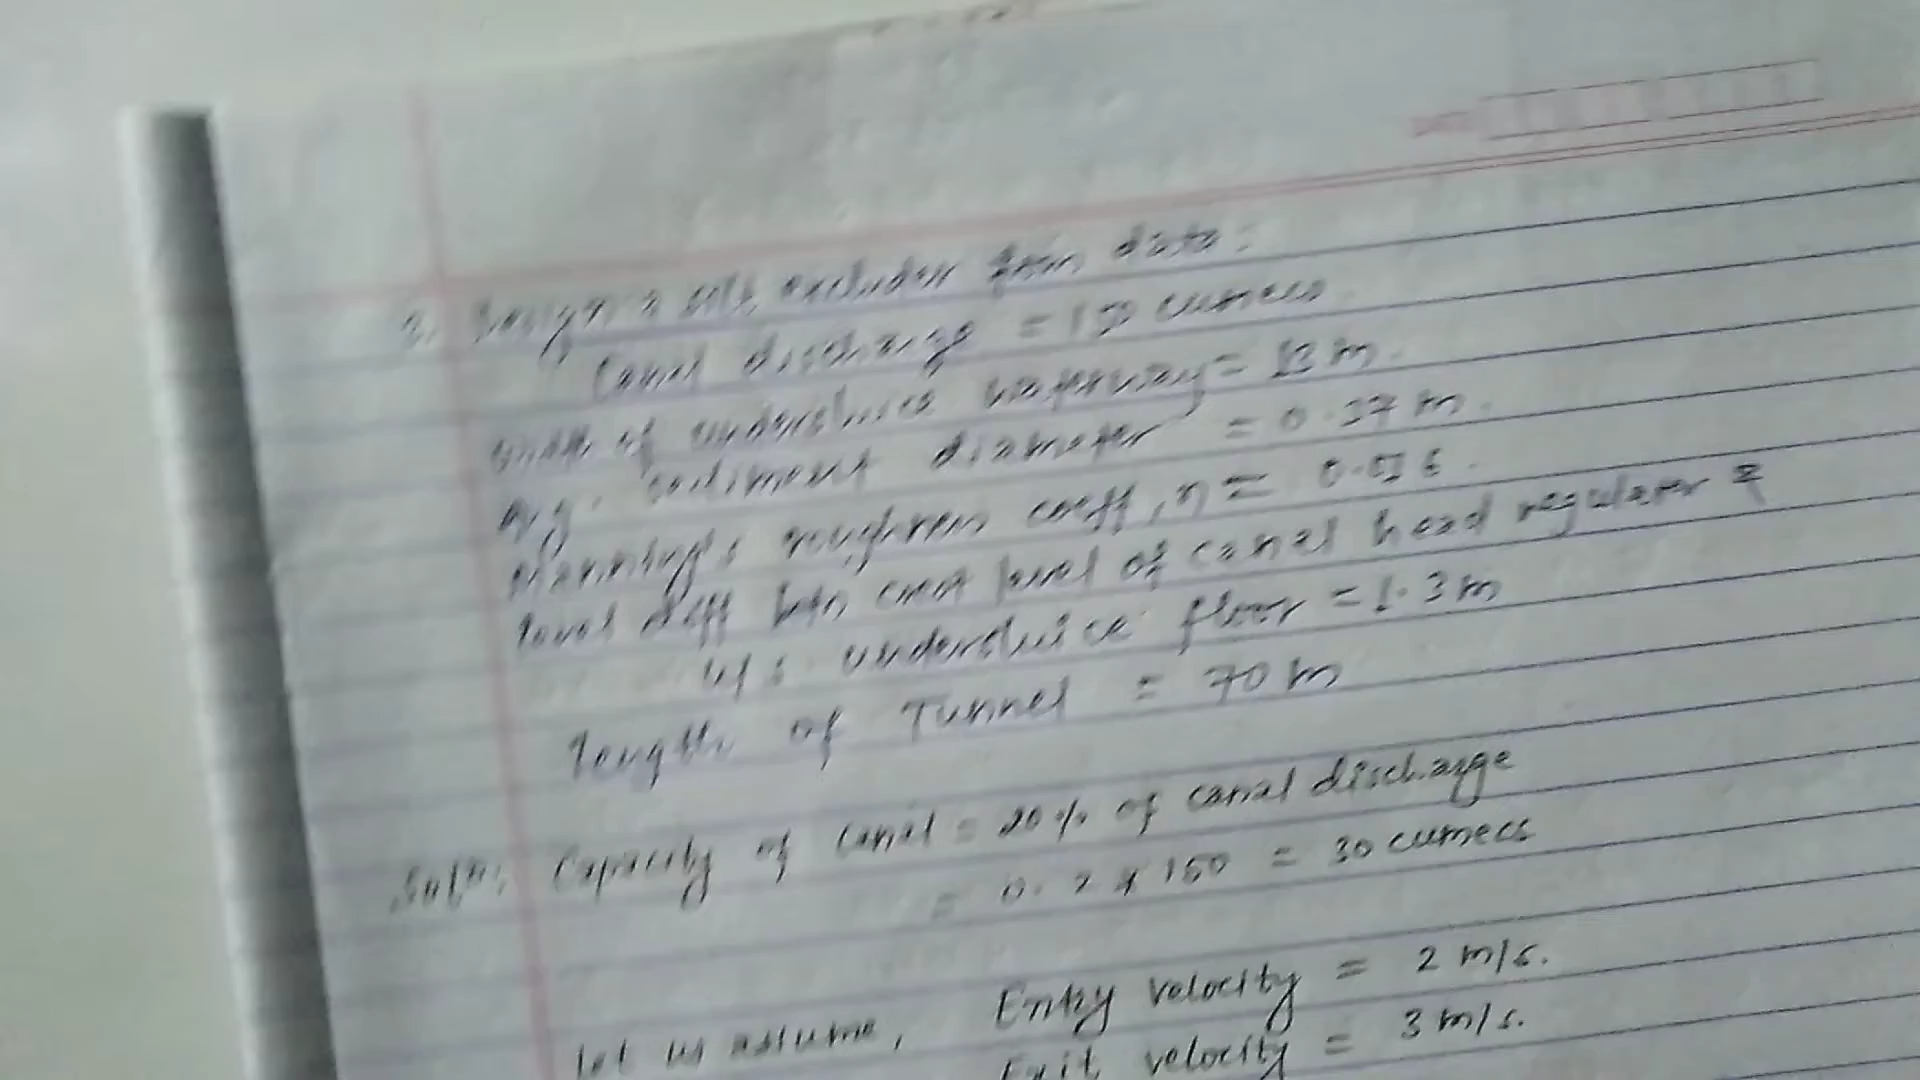 Design a silt excluder from data:
Canal discharge = 150 cumecs.
width of undersluice waterway = 13 m.
Avg. sediment diameter = 0.37 m.
Manning's roughness coeff, n = 0.016.
level diff betn crest level of canal head regulator &
u/s undersluice floor = 1.3 m
length of Tunnel = 70 m
Soln: Capacity of canal = 20% of canal discharge
= 0.2 x 150 = 30 cumecs
let us assume, Entry velocity = 2 m/s.
Exit velocity = 3 m/s.